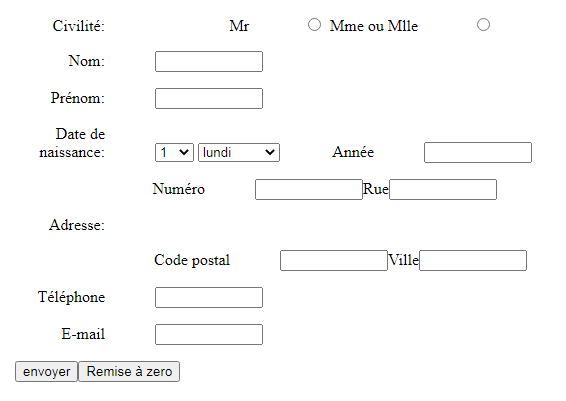 Civilité: Mr Mme ou Mlle
Nom:
Prénom:
Date de
naissance: 1 lundi Année
Numéro Rue
Adresse:
Code postal Ville
Téléphone
E-mail
envoyer Remise à zero